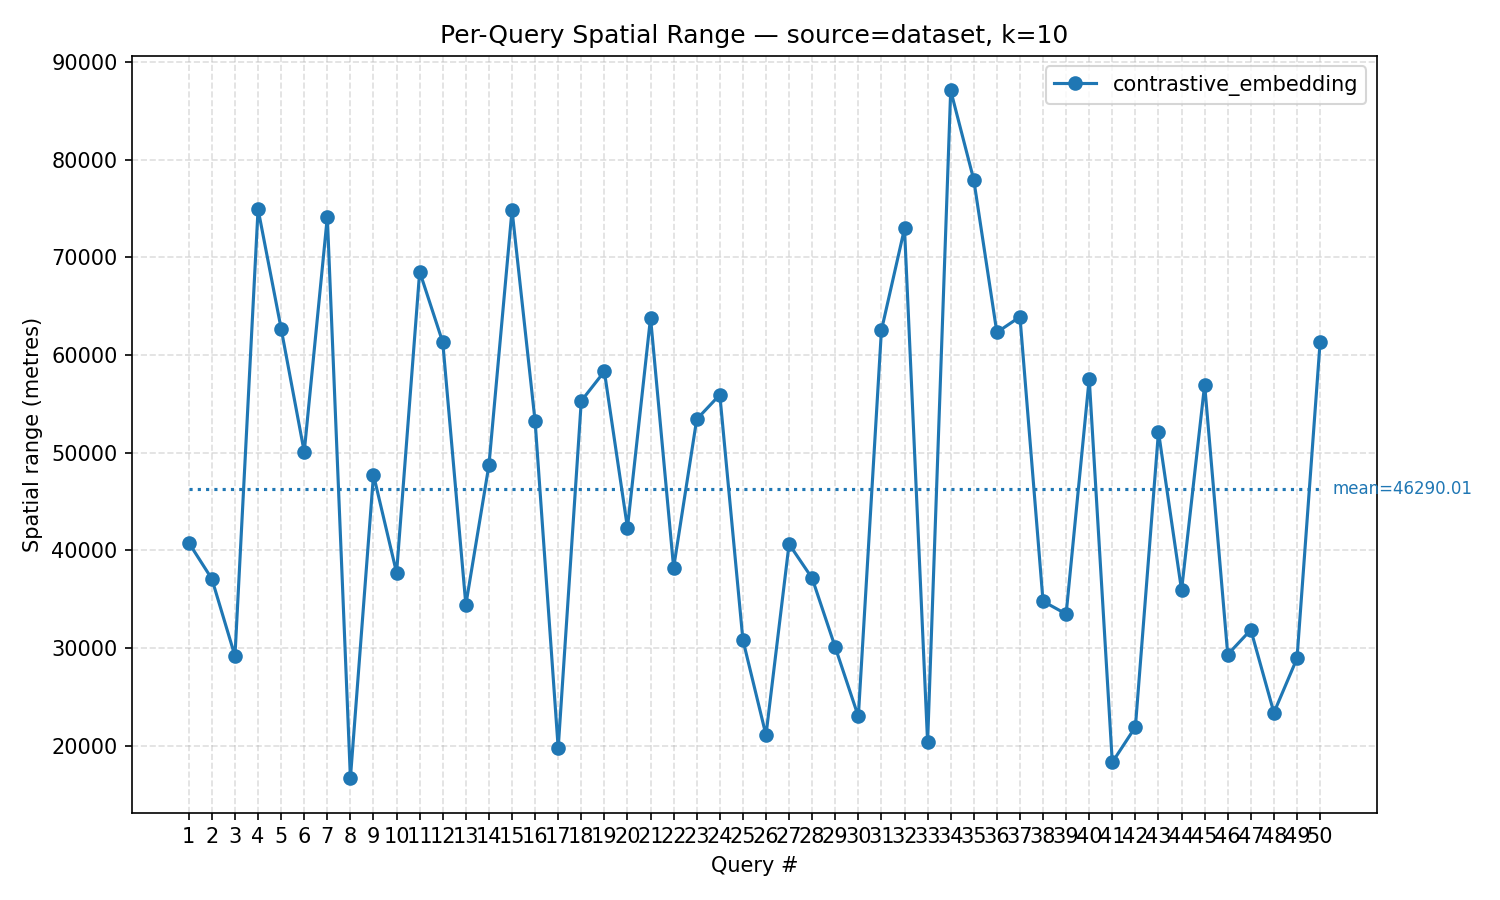 Per-Query Spatial Range — source=dataset, k=10
contrastive_embedding
90000
80000
70000
60000
50000
40000
30000
20000
Spatial range (metres)
mean=46290.01
1 2 3 4 5 6 7 8 9 10 11 12 13 14 15 16 17 18 19 20 21 22 23 24 25 26 27 28 29 30 31 32 33 34 35 36 37 38 39 40 41 42 43 44 45 46 47 48 49 50
Query #